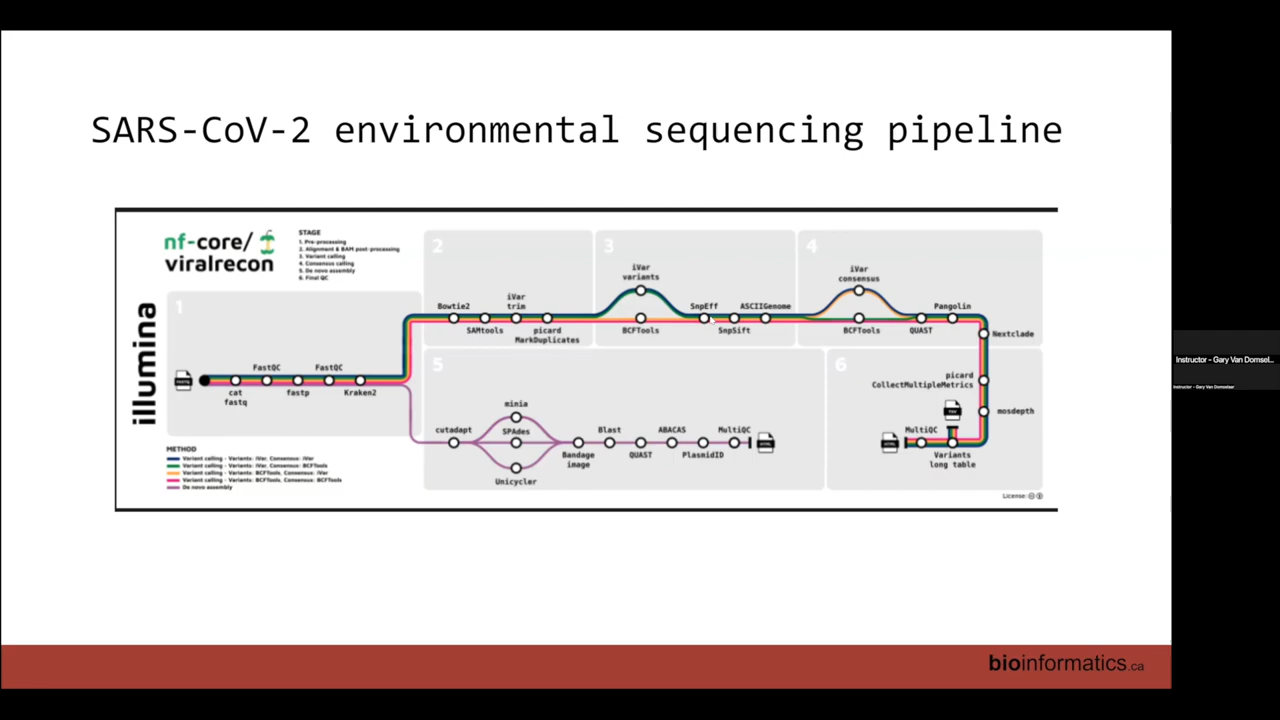 SARS-CoV-2 environmental sequencing pipeline
nf-core/
viralrecon
STAGE
1. Pre-processing
2. Alignment & BAM post-processing
3. Variant calling
4. Consensus calling
5. De novo assembly
6. Final QC
illumina
1
FASTQ
cat
fastq
FastQC
fastp
FastQC
Kraken2
2
Bowtie2
SAMtools
iVar
trim
picard
MarkDuplicates
3
iVar
variants
BCFTools
SnpEff
SnpSift
ASCIIGenome
4
iVar
consensus
BCFTools
QUAST
Pangolin
Nextclade
5
cutadapt
minia
SPAdes
Unicycler
Bandage
image
Blast
QUAST
ABACAS
PlasmidID
MultiQC
HTML
6
picard
CollectMultipleMetrics
mosdepth
Variants
long table
MultiQC
HTML
METHOD
Variant calling - Variants: iVar, Consensus: iVar
Variant calling - Variants: iVar, Consensus: BCFTools
Variant calling - Variants: BCFTools, Consensus: iVar
Variant calling - Variants: BCFTools, Consensus: BCFTools
De novo assembly
License:
bioinformatics.ca
Instructor - Gary Van Domsel...
Instructor - Gary Van Domselaar